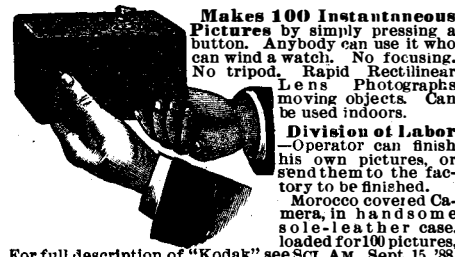 Makes 100 Instantaneous
Pictures by simply pressing a
button. Anybody can use it who
can wind a watch. No focusing.
No tripod. Rapid Rectilinear
Lens Photographs
moving objects. Can
be used indoors.
Division of Labor
—Operator can finish
his own pictures, or
send them to the fac-
tory to be finished.
Morocco covered Ca-
mera, in handsome
sole-leather case,
loaded for 100 pictures,
For full description of "Kodak" see SCI. AM. Sept. 15, '88.